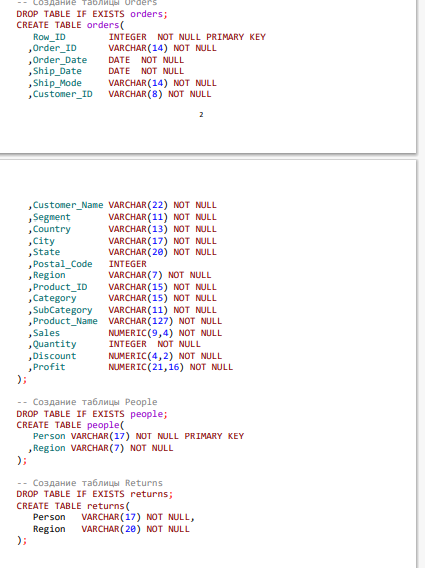 -- Создание таблицы Orders
DROP TABLE IF EXISTS orders;
CREATE TABLE orders(
Row_ID INTEGER NOT NULL PRIMARY KEY
,Order_ID VARCHAR(14) NOT NULL
,Order_Date DATE NOT NULL
,Ship_Date DATE NOT NULL
,Ship_Mode VARCHAR(14) NOT NULL
,Customer_ID VARCHAR(8) NOT NULL
2
,Customer_Name VARCHAR(22) NOT NULL
,Segment VARCHAR(11) NOT NULL
,Country VARCHAR(13) NOT NULL
,City VARCHAR(17) NOT NULL
,State VARCHAR(20) NOT NULL
,Postal_Code INTEGER
,Region VARCHAR(7) NOT NULL
,Product_ID VARCHAR(15) NOT NULL
,Category VARCHAR(15) NOT NULL
,SubCategory VARCHAR(11) NOT NULL
,Product_Name VARCHAR(127) NOT NULL
,Sales NUMERIC(9,4) NOT NULL
,Quantity INTEGER NOT NULL
,Discount NUMERIC(4,2) NOT NULL
,Profit NUMERIC(21,16) NOT NULL
);
-- Создание таблицы People
DROP TABLE IF EXISTS people;
CREATE TABLE people(
Person VARCHAR(17) NOT NULL PRIMARY KEY
,Region VARCHAR(7) NOT NULL
);
-- Создание таблицы Returns
DROP TABLE IF EXISTS returns;
CREATE TABLE returns(
Person VARCHAR(17) NOT NULL,
Region VARCHAR(20) NOT NULL
);